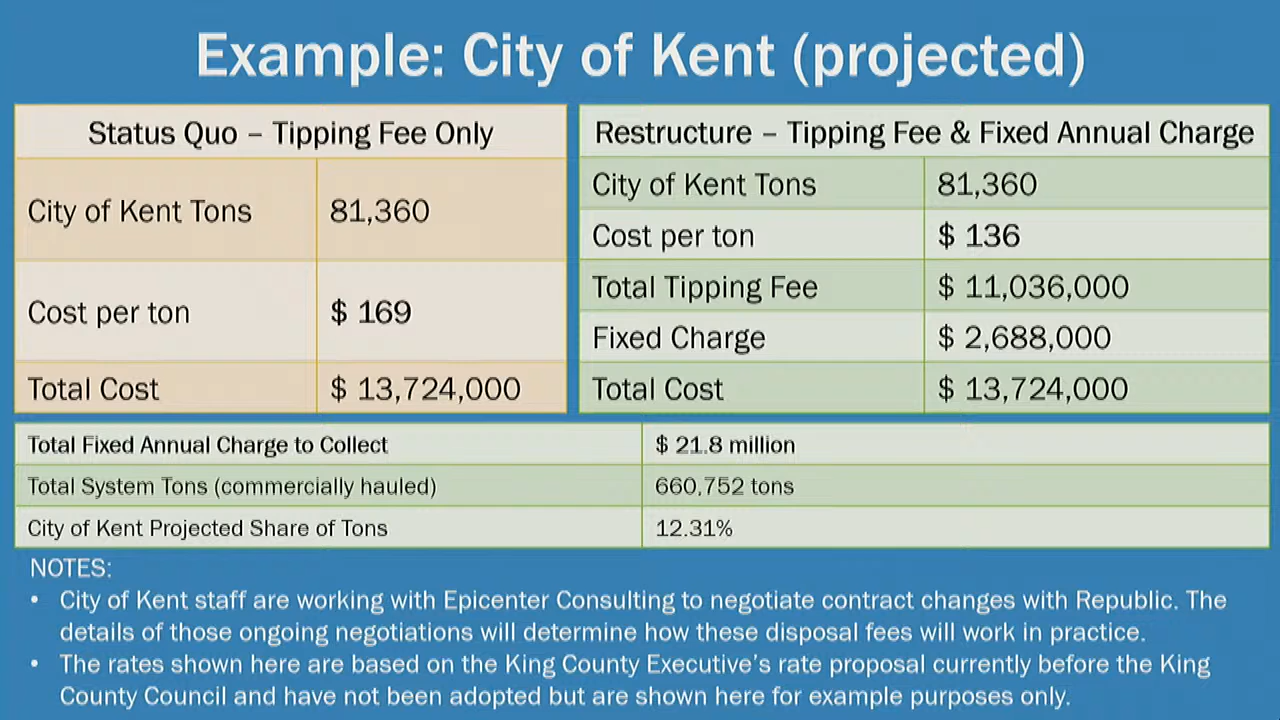 Example: City of Kent (projected)
Status Quo – Tipping Fee Only
City of Kent Tons 81,360
Cost per ton $ 169
Total Cost $ 13,724,000
Restructure – Tipping Fee & Fixed Annual Charge
City of Kent Tons 81,360
Cost per ton $ 136
Total Tipping Fee $ 11,036,000
Fixed Charge $ 2,688,000
Total Cost $ 13,724,000
Total Fixed Annual Charge to Collect $ 21.8 million
Total System Tons (commercially hauled) 660,752 tons
City of Kent Projected Share of Tons 12.31%
NOTES:
• City of Kent staff are working with Epicenter Consulting to negotiate contract changes with Republic. The
details of those ongoing negotiations will determine how these disposal fees will work in practice.
• The rates shown here are based on the King County Executive’s rate proposal currently before the King
County Council and have not been adopted but are shown here for example purposes only.